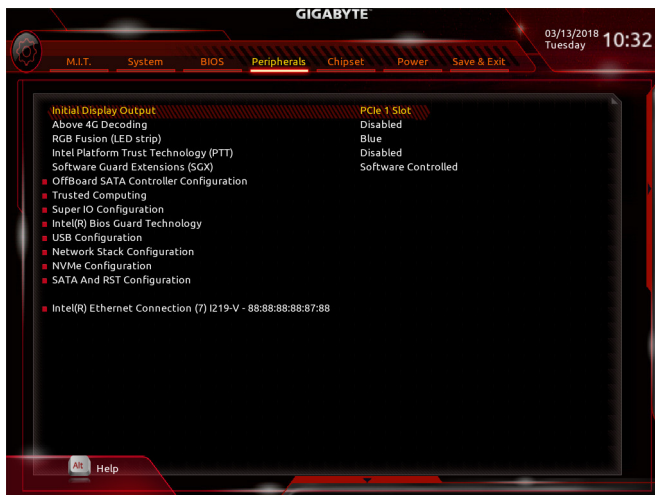 GIGABYTE™
03/13/2018 10:32
Tuesday
M.I.T. System BIOS Peripherals Chipset Power Save & Exit
Initial Display Output PCIe 1 Slot
Above 4G Decoding Disabled
RGB Fusion (LED strip) Blue
Intel Platform Trust Technology (PTT) Disabled
Software Guard Extensions (SGX) Software Controlled
OffBoard SATA Controller Configuration
Trusted Computing
Super IO Configuration
Intel(R) Bios Guard Technology
USB Configuration
Network Stack Configuration
NVMe Configuration
SATA And RST Configuration
Intel(R) Ethernet Connection (7) I219-V - 88:88:88:88:87:88
Alt Help